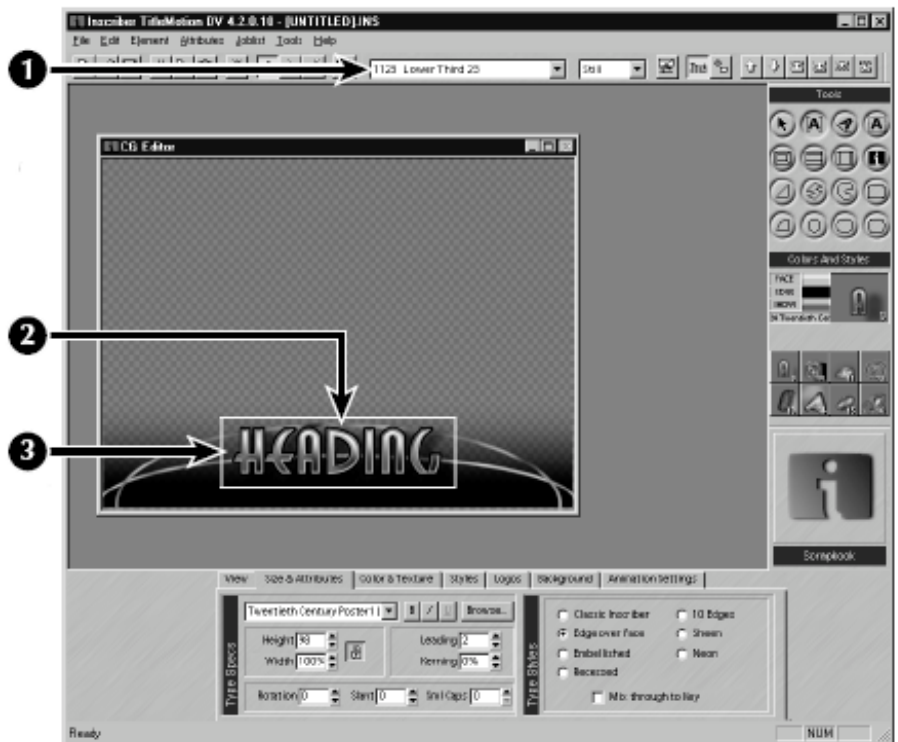 Inscriber TitleMotion DV 4.2.0.10 - [UNTITLED].INS
File Edit Element Attributes Joblist Tools Help
1
1123 Lower Third 23
Still
Tools
CG Editor
Colors And Styles
FACE
EDGE
2
3
HEADING
Scrapbook
View Size & Attributes Color & Texture Styles Logos Background Animation Settings
Type Specs
Twentieth Century Poster1
B I U
Browse...
Height 98
Leading 2
Width 100%
Kerning 0%
Rotation 0
Slant 0
Sml Caps 0
Type Styles
Classic Inscriber
10 Edges
Edge over Face
Sheen
Embellished
Neon
Recessed
Mix through to Key
Ready
NUM